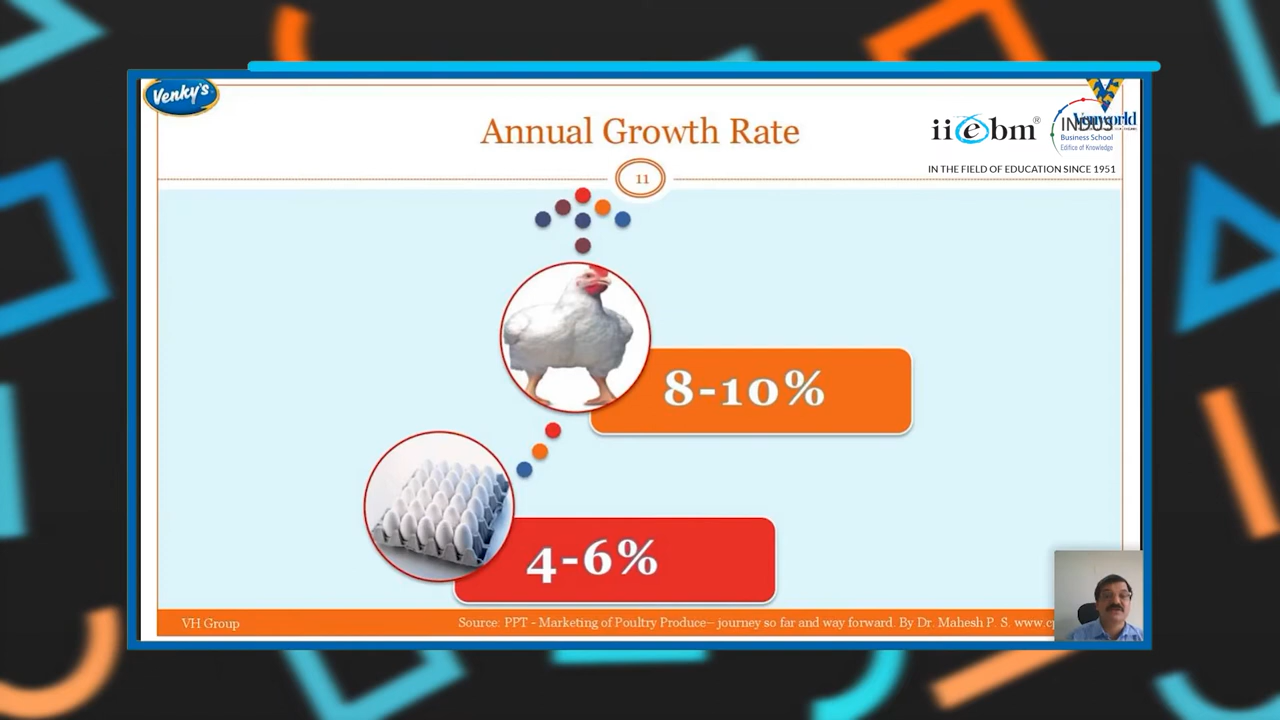 Venky's
Annual Growth Rate
iiebm®
INDUS
Business School
Edifice of Knowledge
IN THE FIELD OF EDUCATION SINCE 1951
11
8-10%
4-6%
VH Group
Source: PPT - Marketing of Poultry Produce– journey so far and way forward. By Dr. Mahesh P. S.